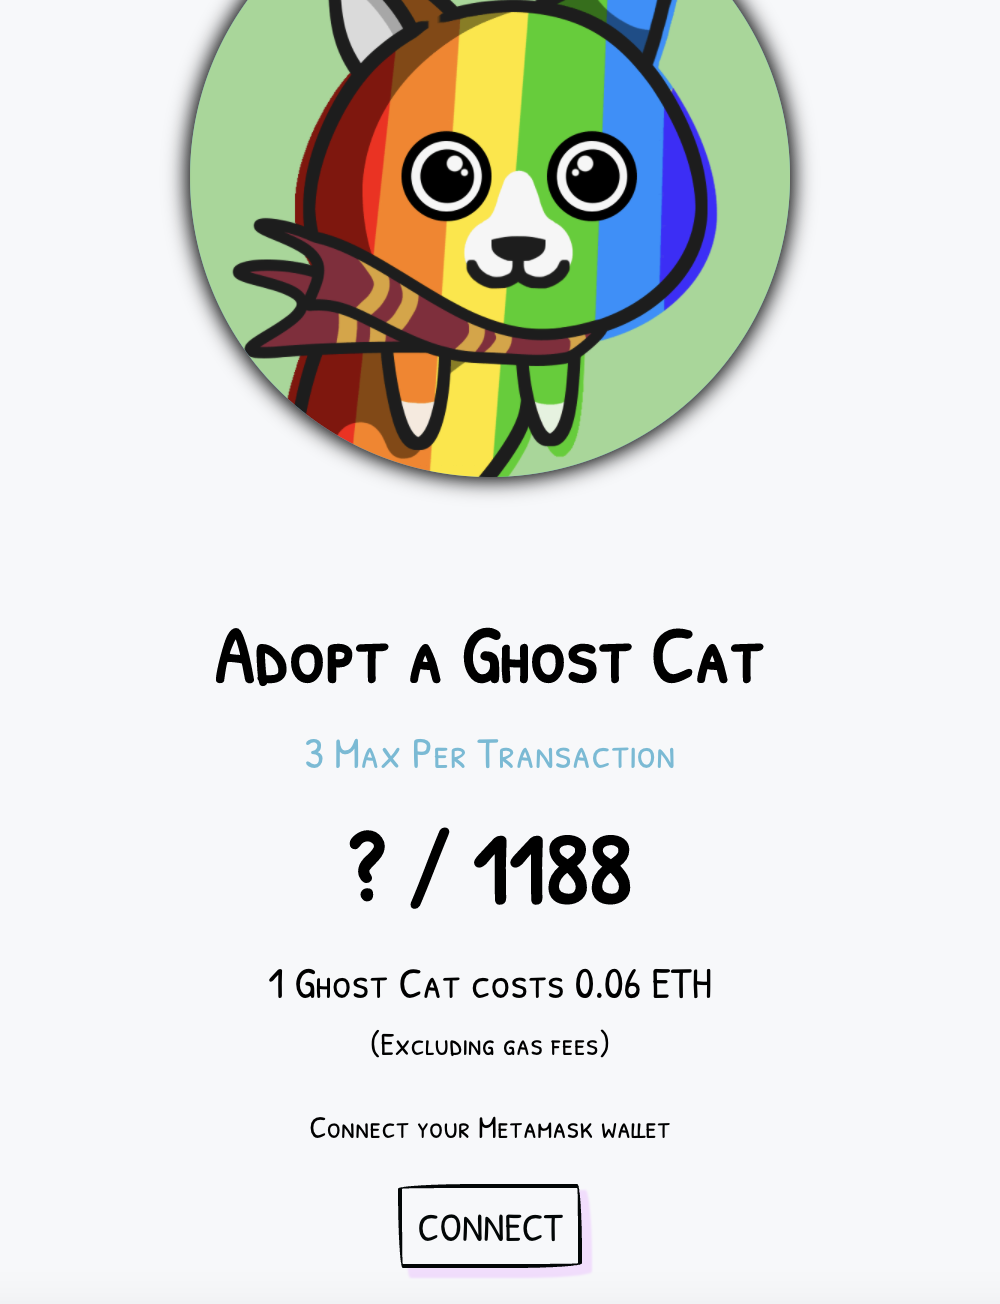 Adopt a Ghost Cat
3 Max Per Transaction
? / 1188
1 Ghost Cat costs 0.06 ETH
(Excluding gas fees)
Connect your Metamask wallet
CONNECT